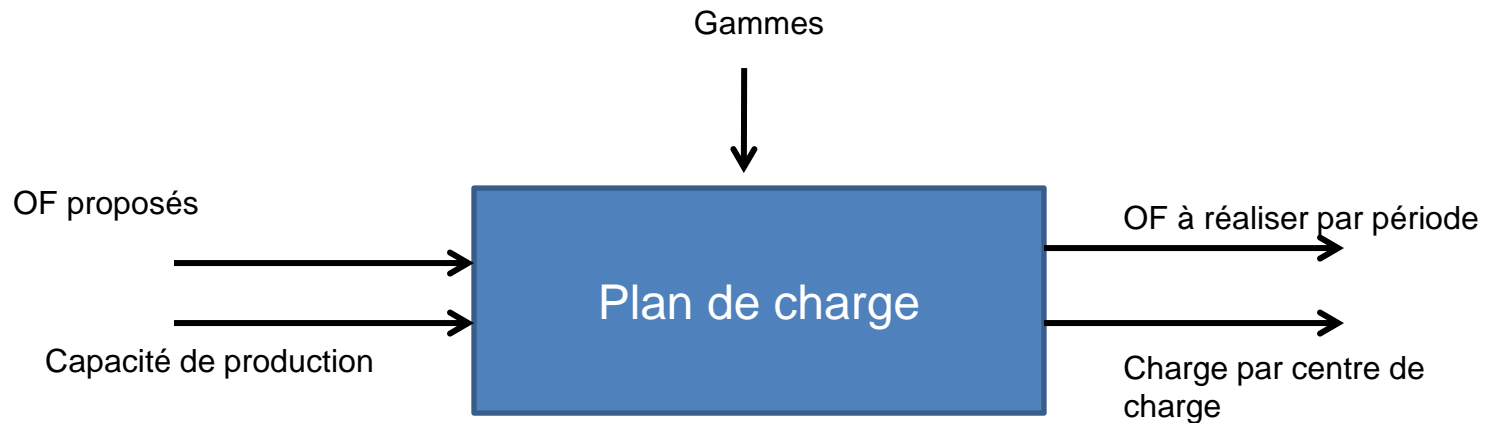 Gammes
OF proposés
OF à réaliser par période
Plan de charge
Capacité de production
Charge par centre de
charge